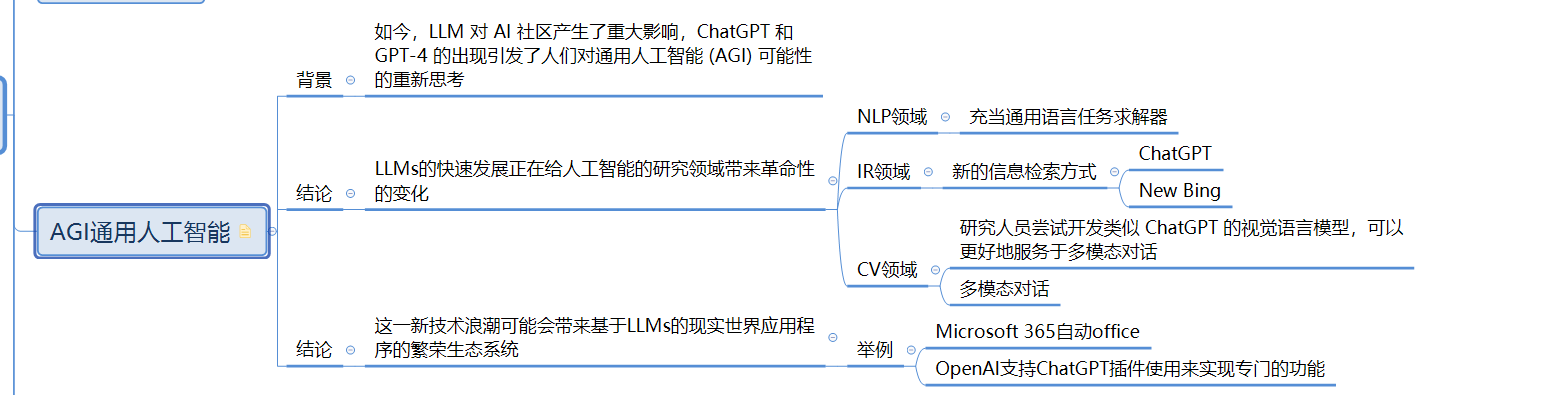 AGI通用人工智能
背景
如今，LLM 对 AI 社区产生了重大影响，ChatGPT 和
GPT-4 的出现引发了人们对通用人工智能 (AGI) 可能性
的重新思考
结论
LLMs的快速发展正在给人工智能的研究领域带来革命性
的变化
NLP领域
充当通用语言任务求解器
IR领域
新的信息检索方式
ChatGPT
New Bing
CV领域
研究人员尝试开发类似 ChatGPT 的视觉语言模型，可以
更好地服务于多模态对话
多模态对话
结论
这一新技术浪潮可能会带来基于LLMs的现实世界应用程
序的繁荣生态系统
举例
Microsoft 365自动office
OpenAI支持ChatGPT插件使用来实现专门的功能